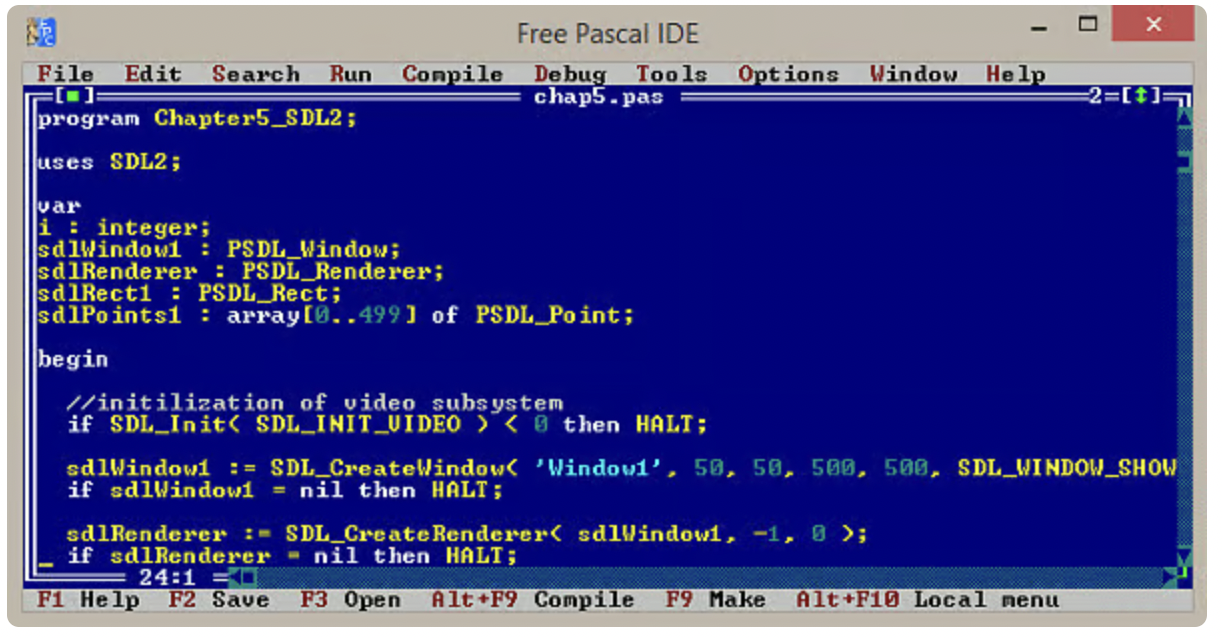 Free Pascal IDE
File Edit Search Run Compile Debug Tools Options Window Help
[■] chap5.pas 2=[↕]
program Chapter5_SDL2;
uses SDL2;
var
i : integer;
sdlWindow1 : PSDL_Window;
sdlRenderer : PSDL_Renderer;
sdlRect1 : PSDL_Rect;
sdlPoints1 : array[0..499] of PSDL_Point;
begin
//initilization of video subsystem
if SDL_Init( SDL_INIT_VIDEO ) < 0 then HALT;
sdlWindow1 := SDL_CreateWindow( 'Window1', 50, 50, 500, 500, SDL_WINDOW_SHOW
if sdlWindow1 = nil then HALT;
sdlRenderer := SDL_CreateRenderer( sdlWindow1, -1, 0 );
_ if sdlRenderer = nil then HALT;
24:1
F1 Help F2 Save F3 Open Alt+F9 Compile F9 Make Alt+F10 Local menu